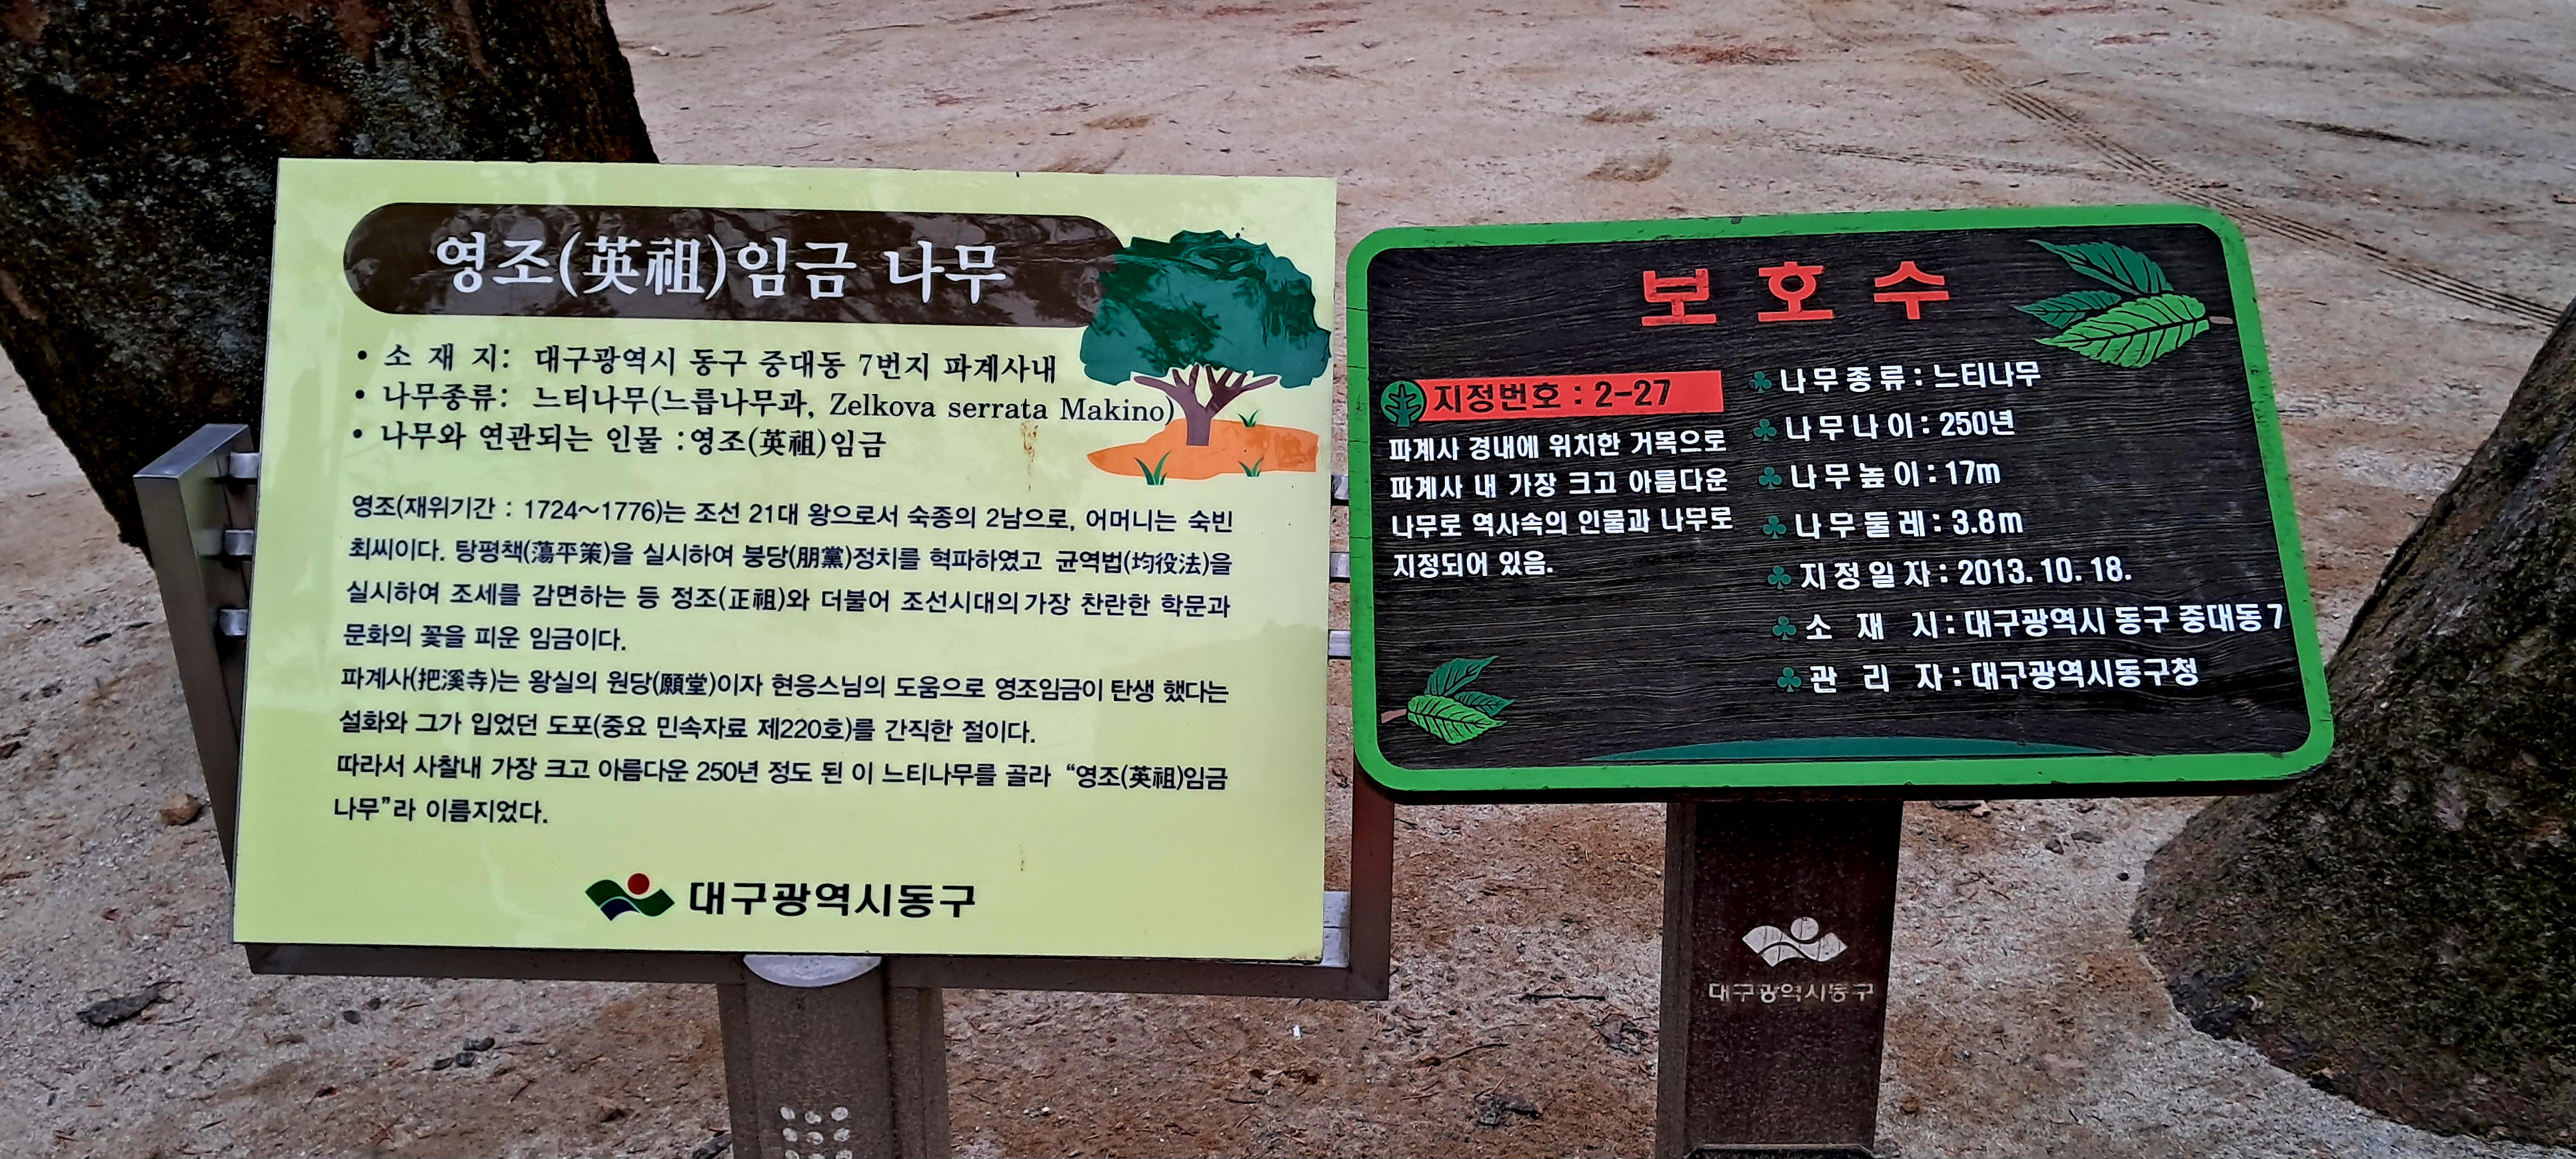 영조(英祖)임금 나무
• 소 재 지: 대구광역시 동구 중대동 7번지 파계사내
• 나무종류: 느티나무(느릅나무과, Zelkova serrata Makino)
• 나무와 연관되는 인물 :영조(英祖)임금
영조(재위기간 : 1724~1776)는 조선 21대 왕으로서 숙종의 2남으로, 어머니는 숙빈
최씨이다. 탕평책(蕩平策)을 실시하여 붕당(朋黨)정치를 혁파하였고 균역법(均役法)을
실시하여 조세를 감면하는 등 정조(正祖)와 더불어 조선시대의 가장 찬란한 학문과
문화의 꽃을 피운 임금이다.
파계사(把溪寺)는 왕실의 원당(願堂)이자 현응스님의 도움으로 영조임금이 탄생 했다는
설화와 그가 입었던 도포(중요 민속자료 제220호)를 간직한 절이다.
따라서 사찰내 가장 크고 아름다운 250년 정도 된 이 느티나무를 골라 “영조(英祖)임금
나무”라 이름지었다.
대구광역시동구
보호수
지정번호 : 2-27
파계사 경내에 위치한 거목으로
파계사 내 가장 크고 아름다운
나무로 역사속의 인물과 나무로
지정되어 있음.
나무종류 : 느티나무
나무나이 : 250년
나무높이 : 17m
나무둘레 : 3.8m
지정일자 : 2013. 10. 18.
소 재 시 : 대구광역시 동구 중대동 7
관 리 자 : 대구광역시동구청
대구광역시동구